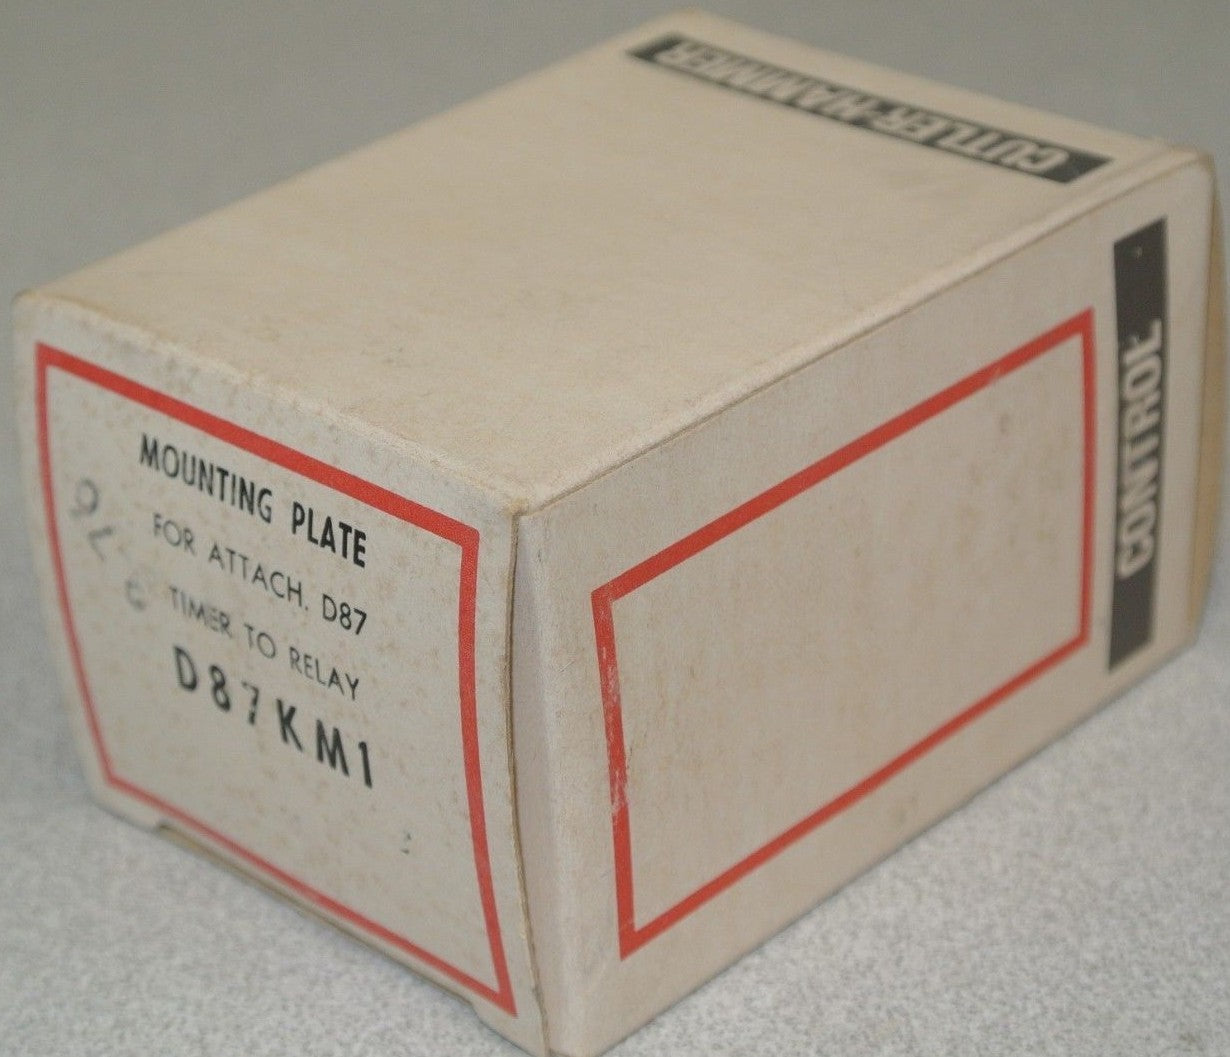 CUTLER-HAMMER
CONTROL
MOUNTING PLATE
FOR ATTACH. D87
TIMER TO RELAY
D87KM1